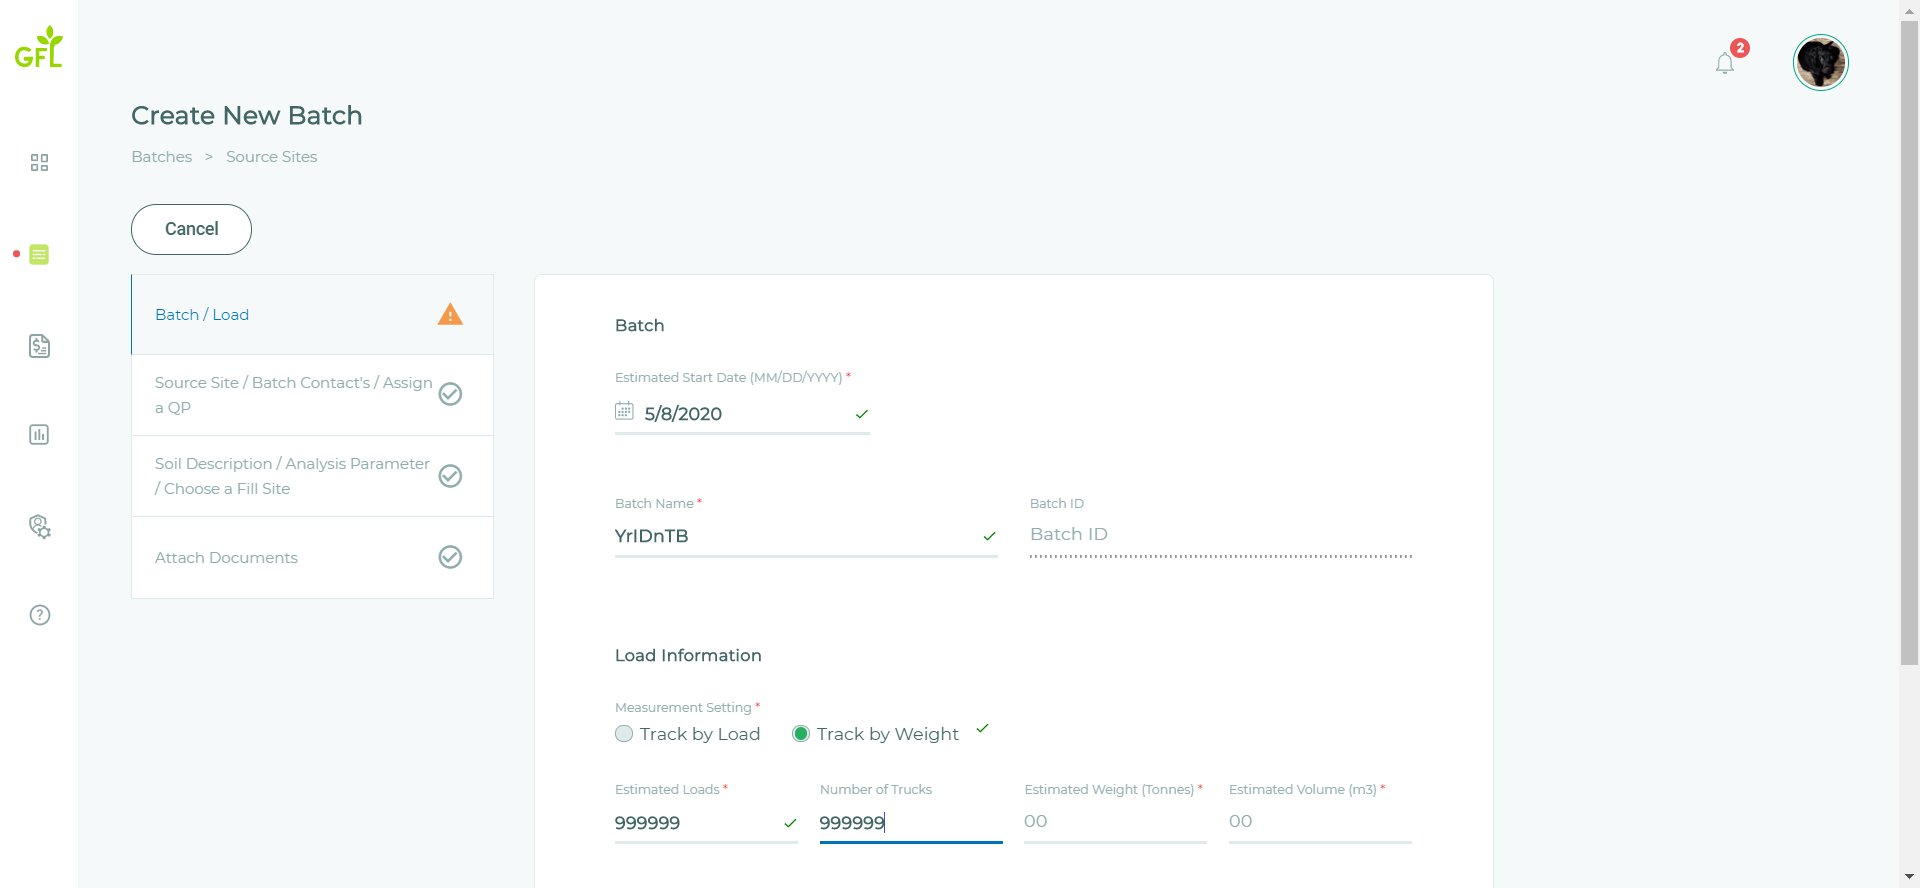 GFL
2
Create New Batch
Batches > Source Sites
Cancel
Batch / Load
Source Site / Batch Contact's / Assign
a QP
Soil Description / Analysis Parameter
/ Choose a Fill Site
Attach Documents
Batch
Estimated Start Date (MM/DD/YYYY) *
5/8/2020
Batch Name * Batch ID
YrIDnTB Batch ID
Load Information
Measurement Setting *
Track by Load Track by Weight
Estimated Loads * Number of Trucks Estimated Weight (Tonnes) * Estimated Volume (m3) *
999999 999999 00 00